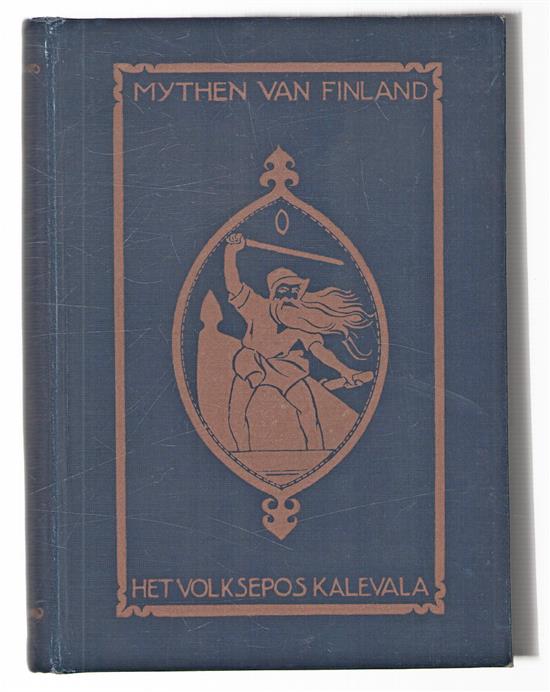 MYTHEN VAN FINLAND
HET VOLKSEPOS KALEVALA